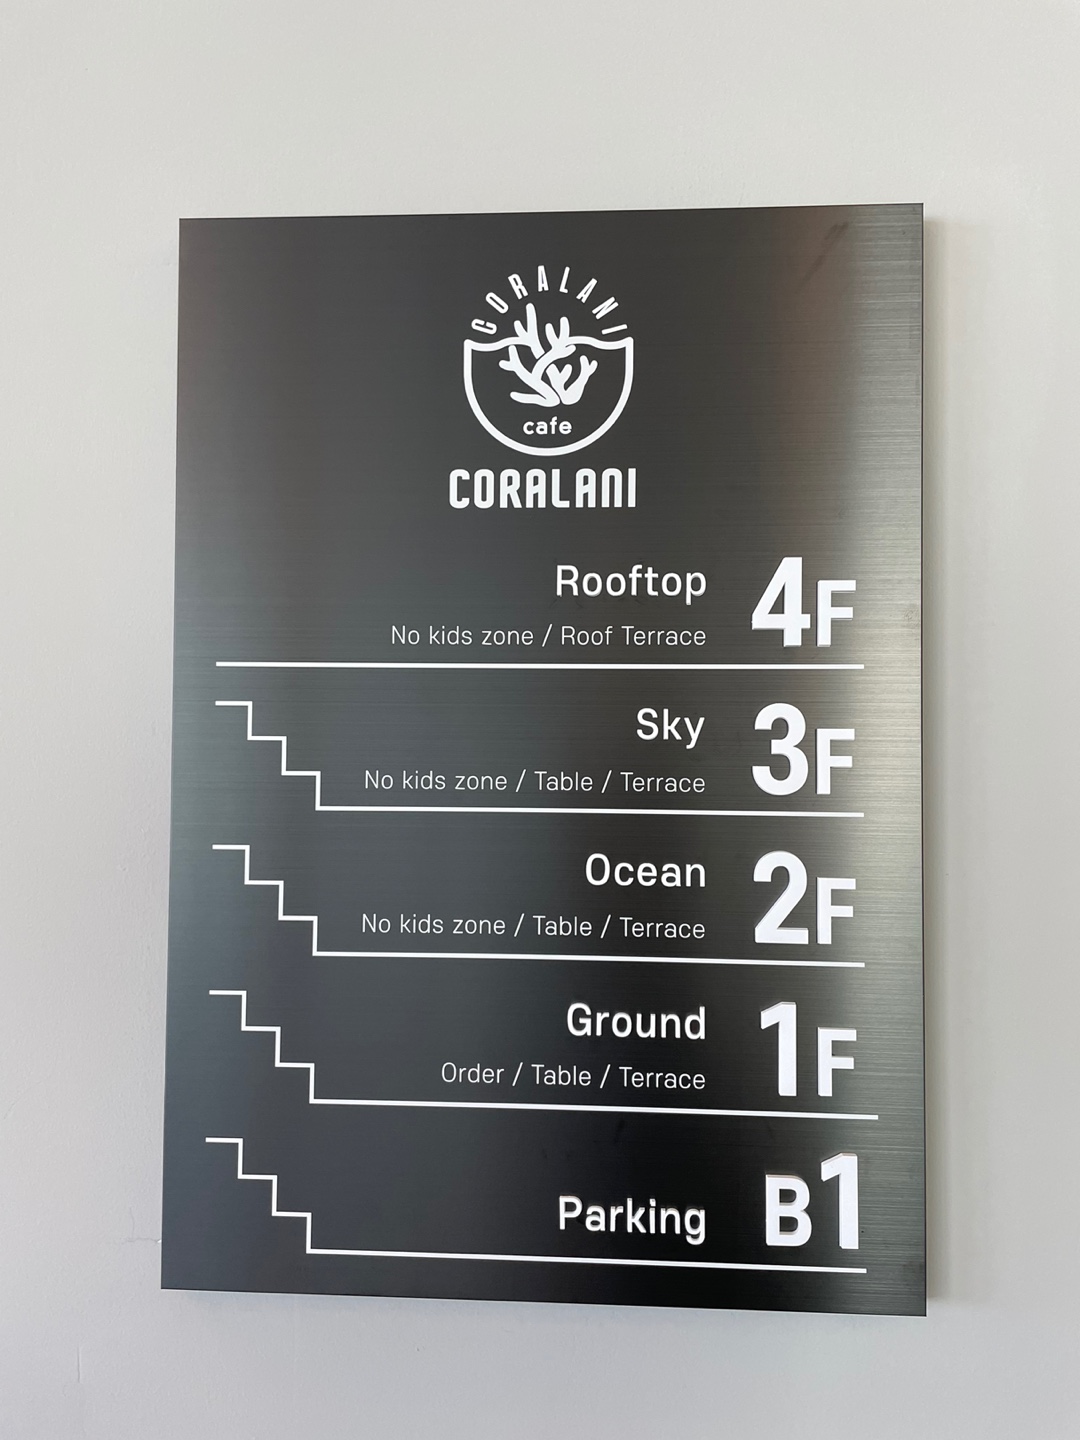 CORALANI
cafe
CORALANI
Rooftop 4F
No kids zone / Roof Terrace
Sky 3F
No kids zone / Table / Terrace
Ocean 2F
No kids zone / Table / Terrace
Ground 1F
Order / Table / Terrace
Parking B1